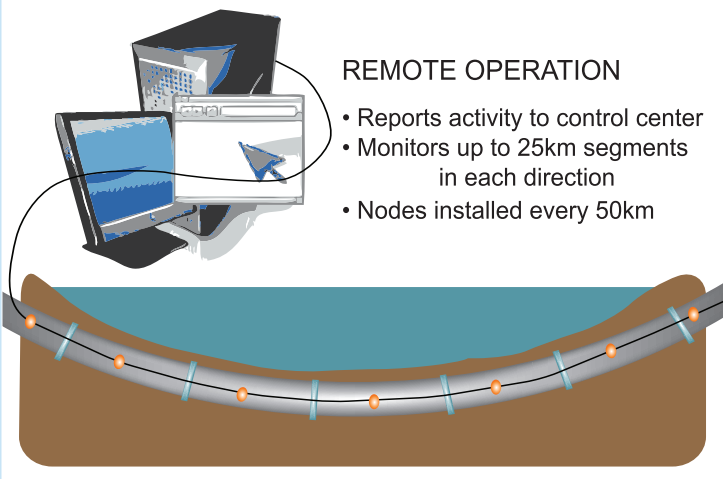 REMOTE OPERATION
• Reports activity to control center
• Monitors up to 25km segments
in each direction
• Nodes installed every 50km